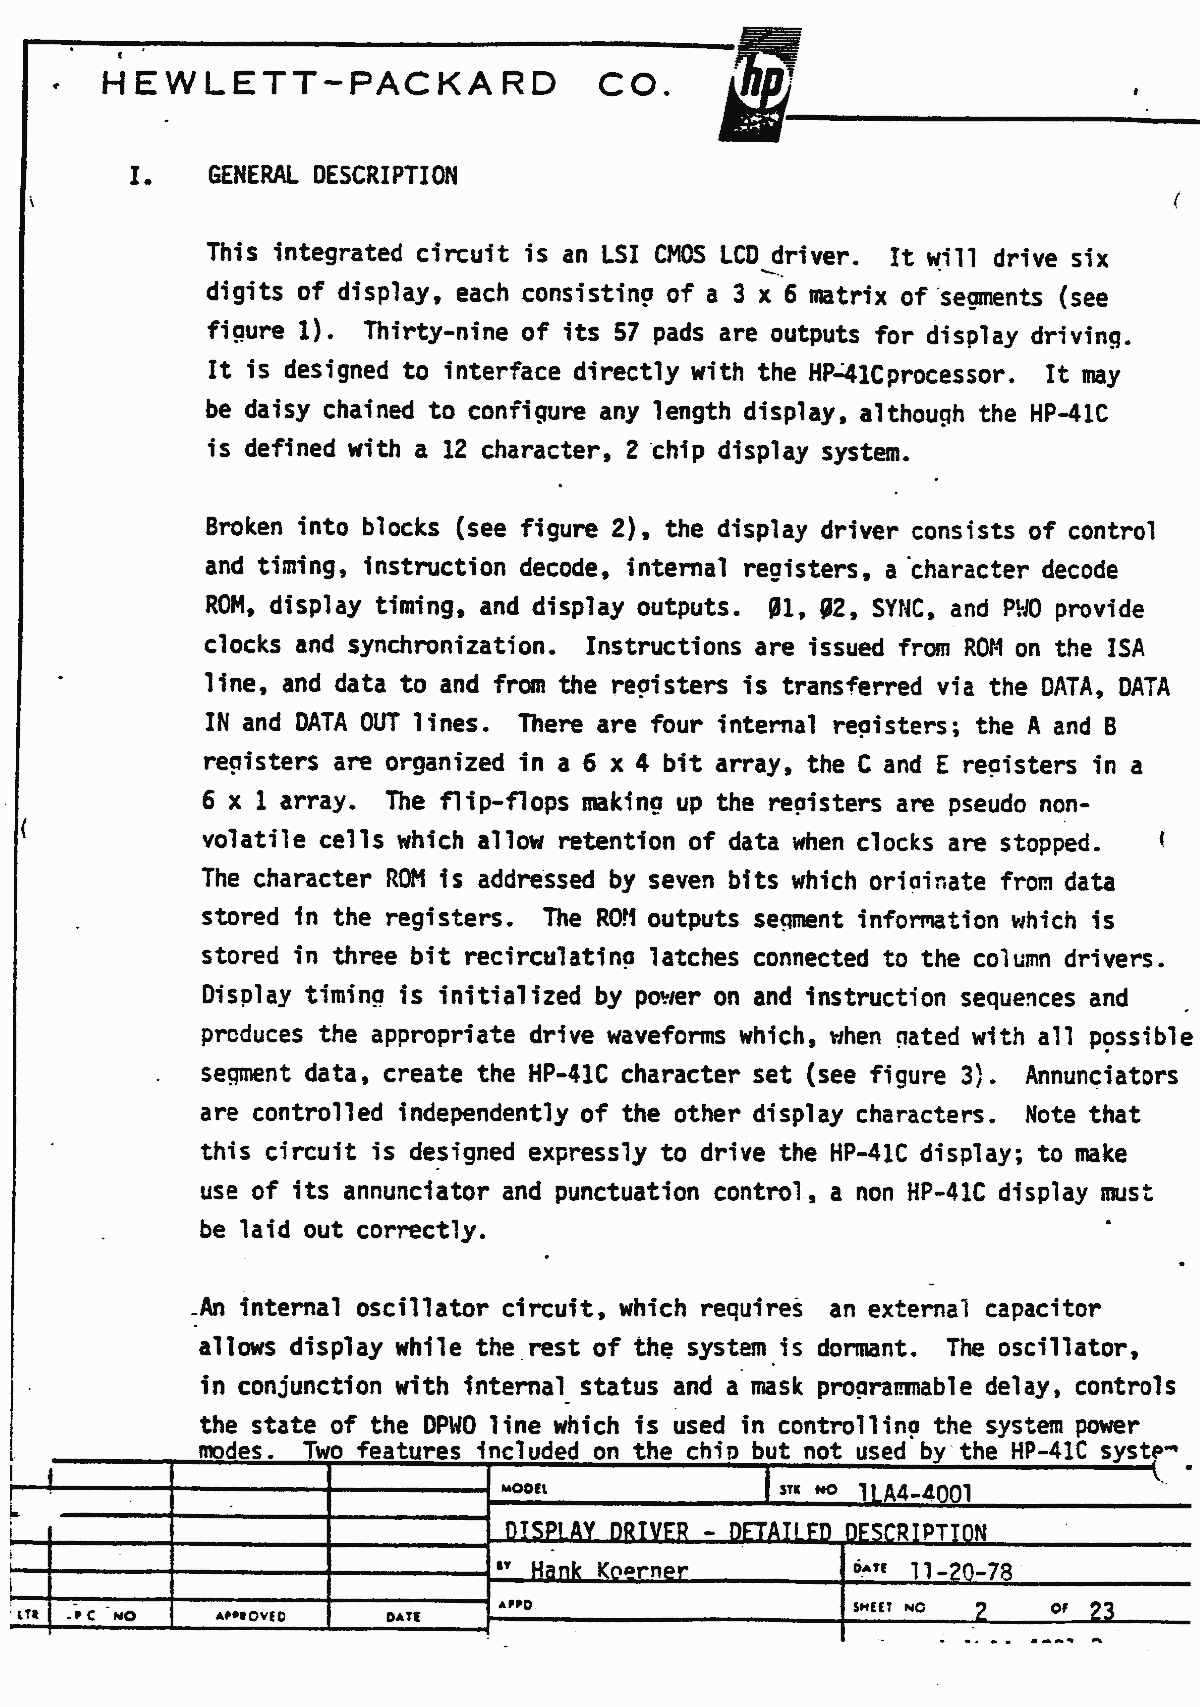 HEWLETT-PACKARD CO.
hp
I. GENERAL DESCRIPTION
This integrated circuit is an LSI CMOS LCD driver. It will drive six
digits of display, each consisting of a 3 x 6 matrix of segments (see
figure 1). Thirty-nine of its 57 pads are outputs for display driving.
It is designed to interface directly with the HP-41C processor. It may
be daisy chained to configure any length display, although the HP-41C
is defined with a 12 character, 2 chip display system.
Broken into blocks (see figure 2), the display driver consists of control
and timing, instruction decode, internal registers, a character decode
ROM, display timing, and display outputs. Ø1, Ø2, SYNC, and PWO provide
clocks and synchronization. Instructions are issued from ROM on the ISA
line, and data to and from the registers is transferred via the DATA, DATA
IN and DATA OUT lines. There are four internal registers; the A and B
registers are organized in a 6 x 4 bit array, the C and E registers in a
6 x 1 array. The flip-flops making up the registers are pseudo non-
volatile cells which allow retention of data when clocks are stopped.
The character ROM is addressed by seven bits which originate from data
stored in the registers. The ROM outputs segment information which is
stored in three bit recirculating latches connected to the column drivers.
Display timing is initialized by power on and instruction sequences and
produces the appropriate drive waveforms which, when gated with all possible
segment data, create the HP-41C character set (see figure 3). Annunciators
are controlled independently of the other display characters. Note that
this circuit is designed expressly to drive the HP-41C display; to make
use of its annunciator and punctuation control, a non HP-41C display must
be laid out correctly.
An internal oscillator circuit, which requires an external capacitor
allows display while the rest of the system is dormant. The oscillator,
in conjunction with internal status and a mask programmable delay, controls
the state of the DPWO line which is used in controlling the system power
modes. Two features included on the chip but not used by the HP-41C system
MODEL STK NO 1LA4-4001
DISPLAY DRIVER - DETAILED DESCRIPTION
BY Hank Koerner DATE 11-20-78
LTR P C NO APPROVED DATE APPD SHEET NO 2 OF 23